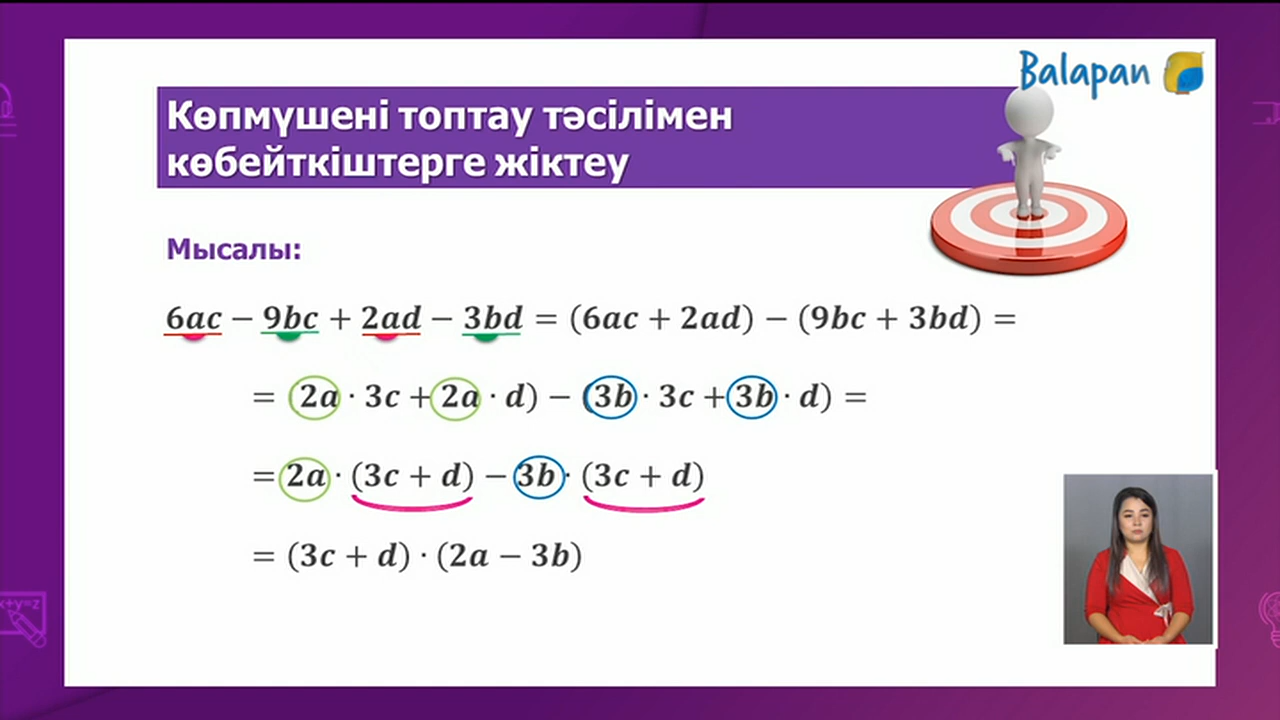 Balapan
Көпмүшені топтау тәсілімен
көбейткіштерге жіктеу
Мысалы:
6ac − 9bc + 2ad − 3bd = (6ac + 2ad) − (9bc + 3bd) =
= (2a · 3c + 2a · d) − (3b · 3c + 3b · d) =
= 2a · (3c + d) − 3b · (3c + d)
= (3c + d) · (2a − 3b)
x+y=z